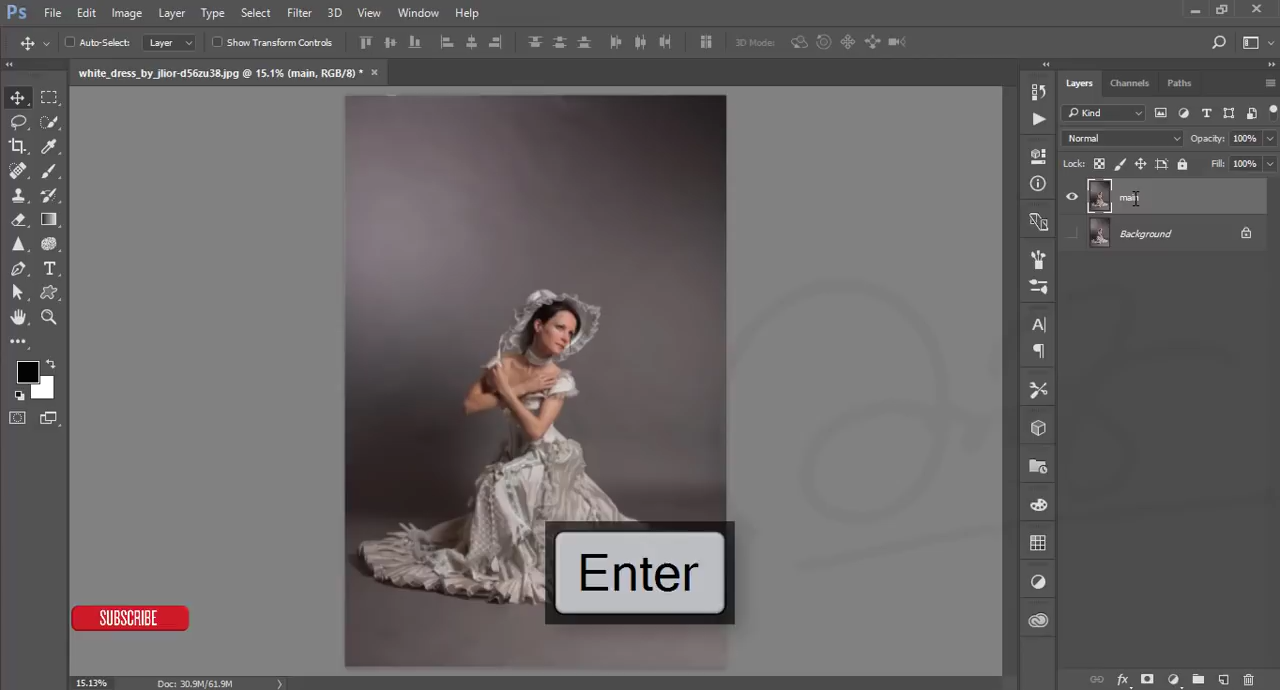 Ps File Edit Image Layer Type Select Filter 3D View Window Help
Auto-Select: Layer Show Transform Controls 3D Mode:
white_dress_by_jlior-d56zu38.jpg @ 15.1% (main, RGB/8) *
Layers Channels Paths
Kind
Normal Opacity: 100%
Lock: Fill: 100%
main
Background
Enter
SUBSCRIBE
15.13% Doc: 30.9M/61.9M